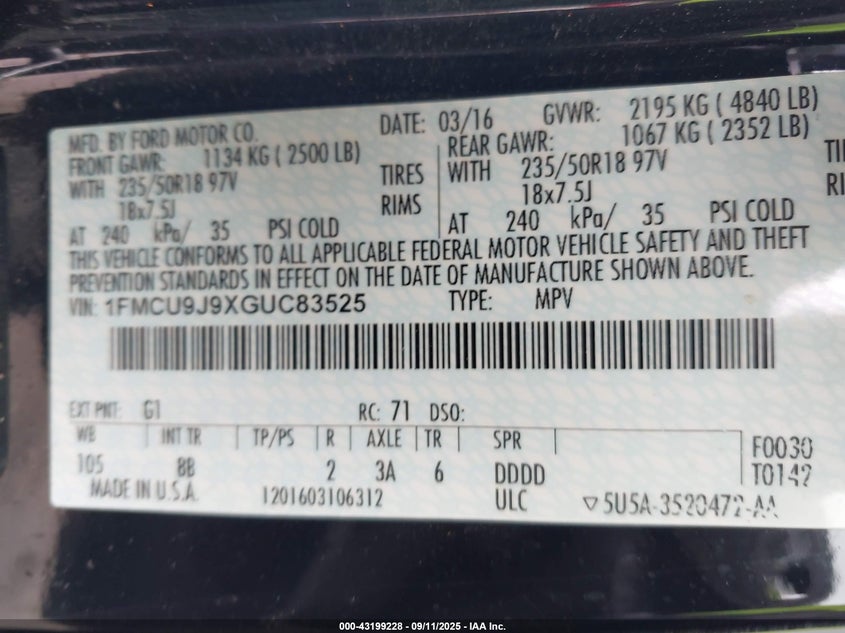 MFD. BY FORD MOTOR CO. DATE: 03/16 GVWR: 2195 KG ( 4840 LB)
FRONT GAWR: 1134 KG ( 2500 LB) REAR GAWR: 1067 KG ( 2352 LB)
WITH 235/50R18 97V TIRES WITH 235/50R18 97V
18x7.5J RIMS 18x7.5J
AT 240 kPa/ 35 PSI COLD AT 240 kPa/ 35 PSI COLD
THIS VEHICLE CONFORMS TO ALL APPLICABLE FEDERAL MOTOR VEHICLE SAFETY AND THEFT
PREVENTION STANDARDS IN EFFECT ON THE DATE OF MANUFACTURE SHOWN ABOVE.
VIN: 1FMCU9J9XGUC83525 TYPE: MPV
EXT PNT: G1 RC: 71 DSO:
WB INT TR TP/PS R AXLE TR SPR F0030
105 BB 2 3A 6 DDDD T0142
MADE IN U.S.A. 1201603106312 ULC 5U5A-3520472-AA
000-43199228 - 09/11/2025 - IAA Inc.